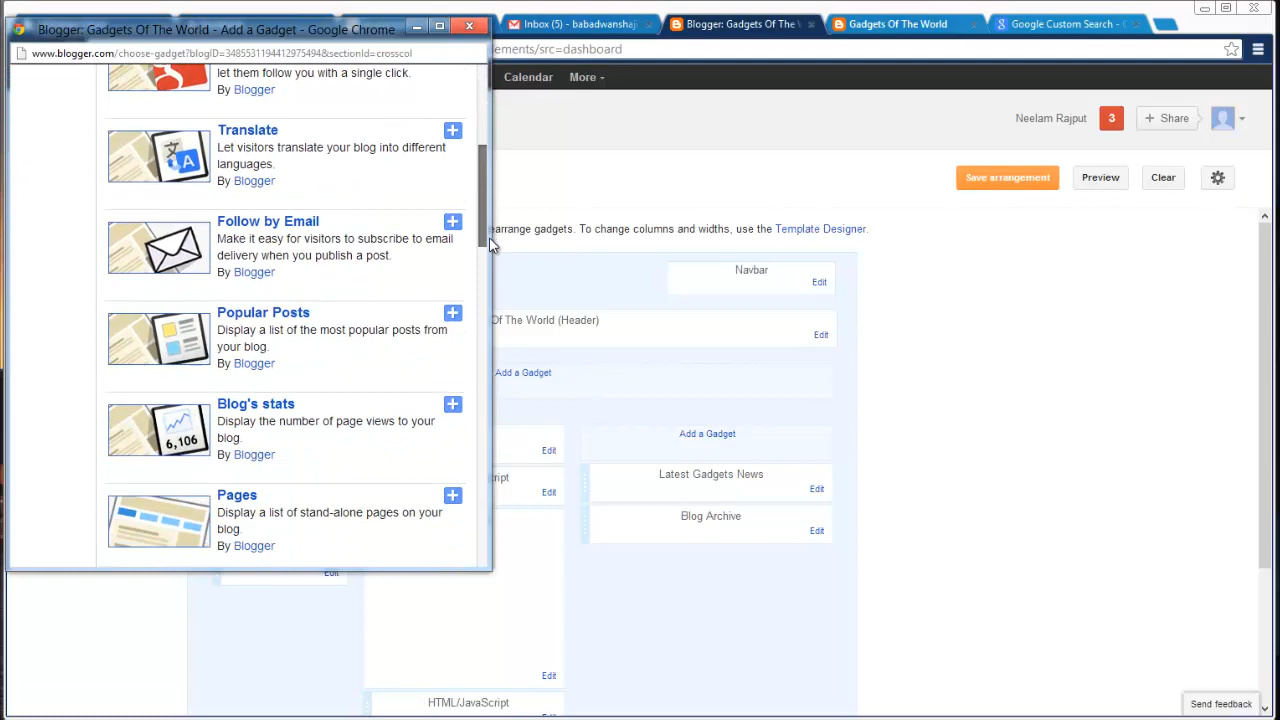 Blogger: Gadgets Of The World - Add a Gadget - Google Chrome
www.blogger.com/choose-gadget?blogID=348553119441297549​4&sectionId=crosscol
let them follow you with a single click.
By Blogger
Translate
Let visitors translate your blog into different
languages.
By Blogger
Follow by Email
Make it easy for visitors to subscribe to email
delivery when you publish a post.
By Blogger
Popular Posts
Display a list of the most popular posts from
your blog.
By Blogger
Blog's stats
Display the number of page views to your
blog.
By Blogger
6,106
Pages
Display a list of stand-alone pages on your
blog.
By Blogger
Inbox (5) - babadwanshaji
Blogger: Gadgets Of The W
Gadgets Of The World
Google Custom Search - C
elements/src=dashboard
Calendar
More
Neelam Rajput
3
+ Share
Save arrangement
Preview
Clear
earrange gadgets. To change columns and widths, use the Template Designer.
Navbar
Edit
Of The World (Header)
Edit
Add a Gadget
Add a Gadget
Edit
Latest Gadgets News
ript
Edit
Edit
Blog Archive
Edit
Edit
Edit
HTML/JavaScript
Send feedback